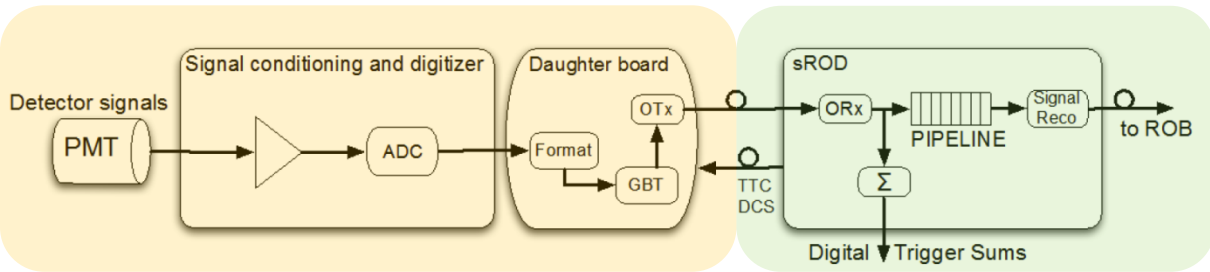 Detector signals
PMT
Signal conditioning and digitizer
ADC
Daughter board
OTx
Format
GBT
TTC
DCS
sROD
ORx
PIPELINE
Signal
Reco
to ROB
Σ
Digital Trigger Sums